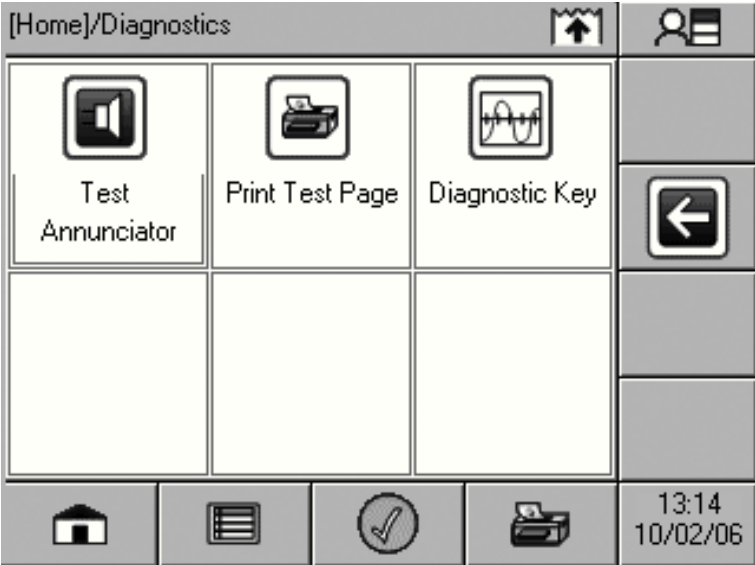 [Home]/Diagnostics
Test
Annunciator
Print Test Page
Diagnostic Key
13:14
10/02/06